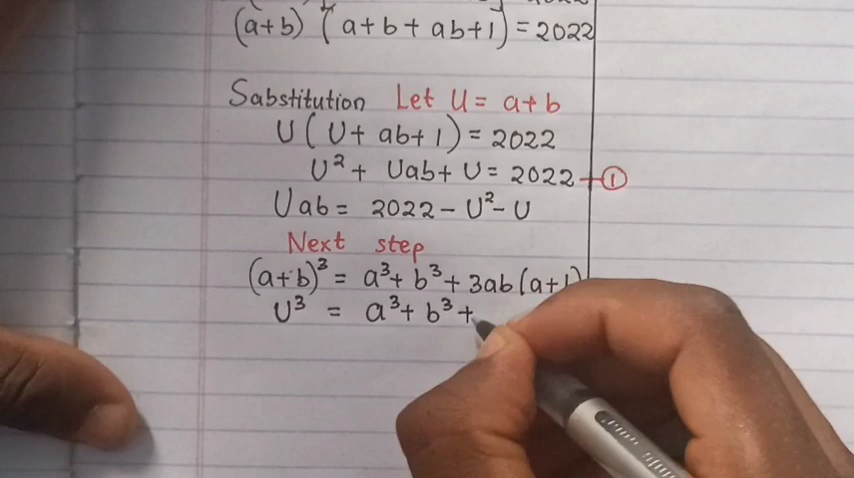 (a+b) (a+b + ab+1) = 2022
Sabstitution Let U = a+b
U(U+ ab+1) = 2022
U² + Uab + U = 2022 ①
Uab = 2022 - U² - U
Next step
(a+b)³ = a³ + b³ + 3ab(a+
U³ = a³ + b³ +